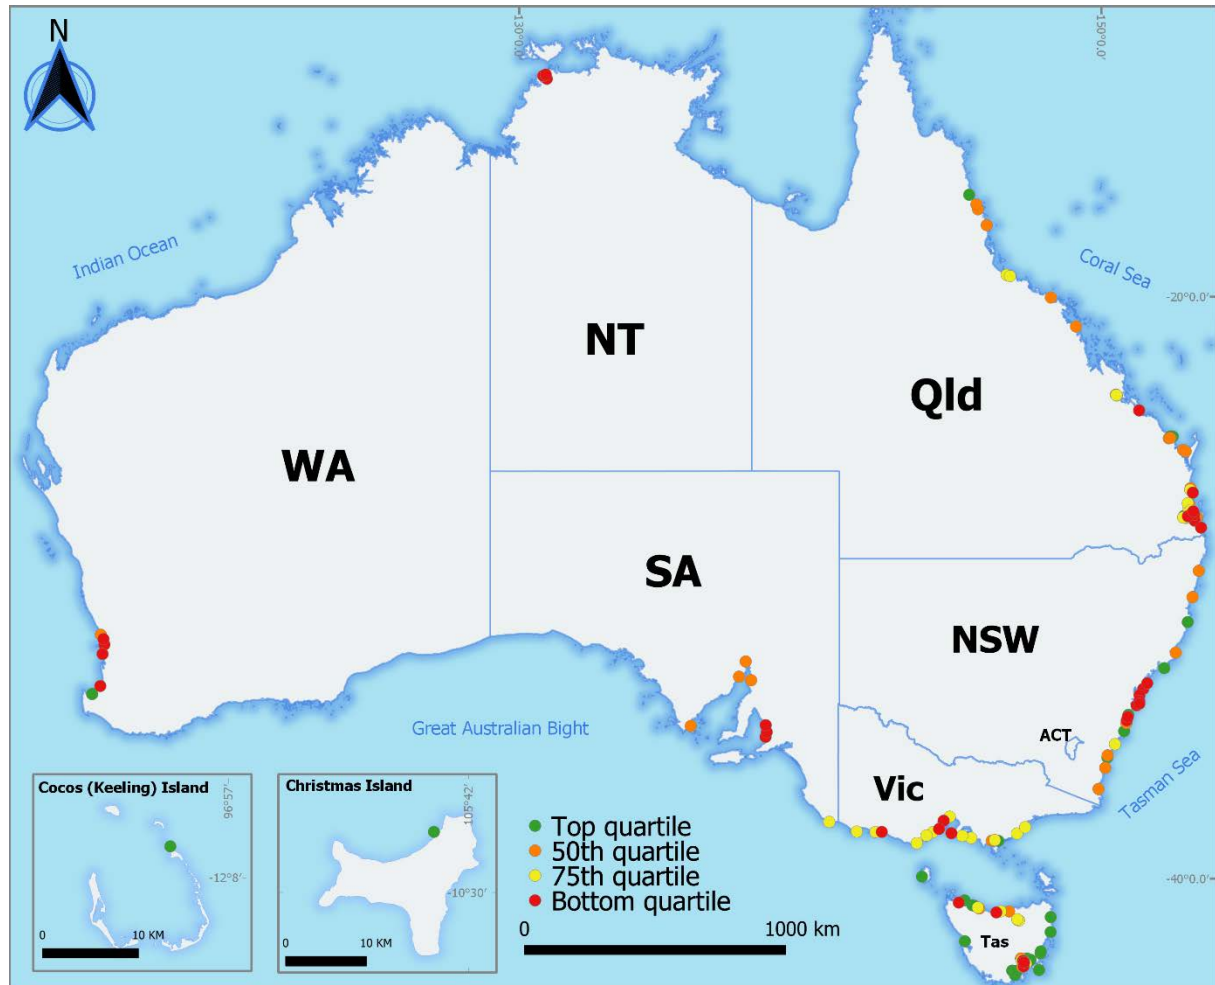 N
130°0.0'
150°0.0'
Indian Ocean
Coral Sea
-20°0.0'
NT
Qld
WA
SA
NSW
ACT
Great Australian Bight
Tasman Sea
Vic
Cocos (Keeling) Island
96°57'
-12°8'
0 10 KM
Christmas Island
105°42'
-10°30'
0 10 KM
Top quartile
50th quartile
75th quartile
Bottom quartile
0 1000 km
-40°0.0'
Tas